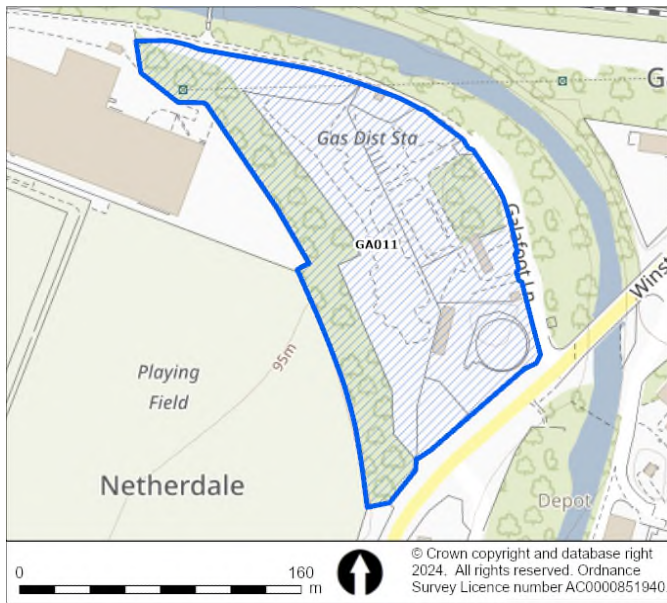 G
Gas Dist Sta
Galafoot Ln
GA011
Winst
95m
Playing
Field
Netherdale
Depot
0
160
m
© Crown copyright and database right
2024. All rights reserved. Ordnance
Survey Licence number AC0000851940